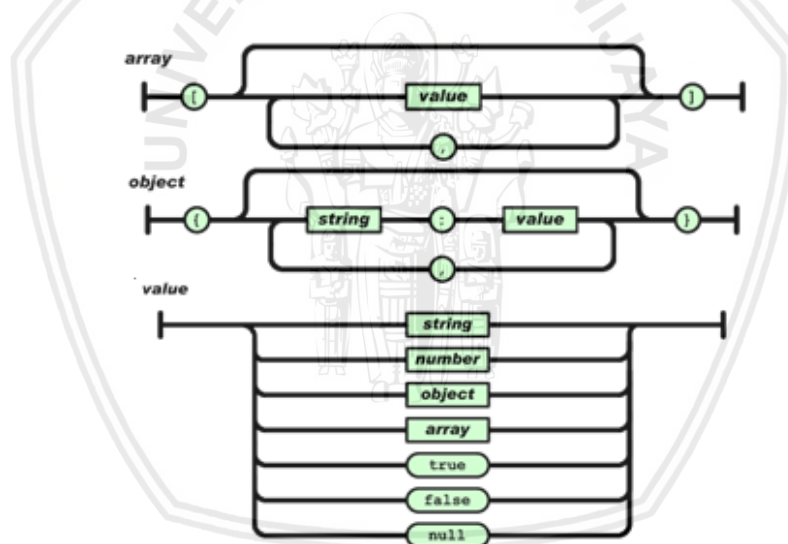 array
[ value ]
,
object
{ string : value }
,
value
string
number
object
array
true
false
null